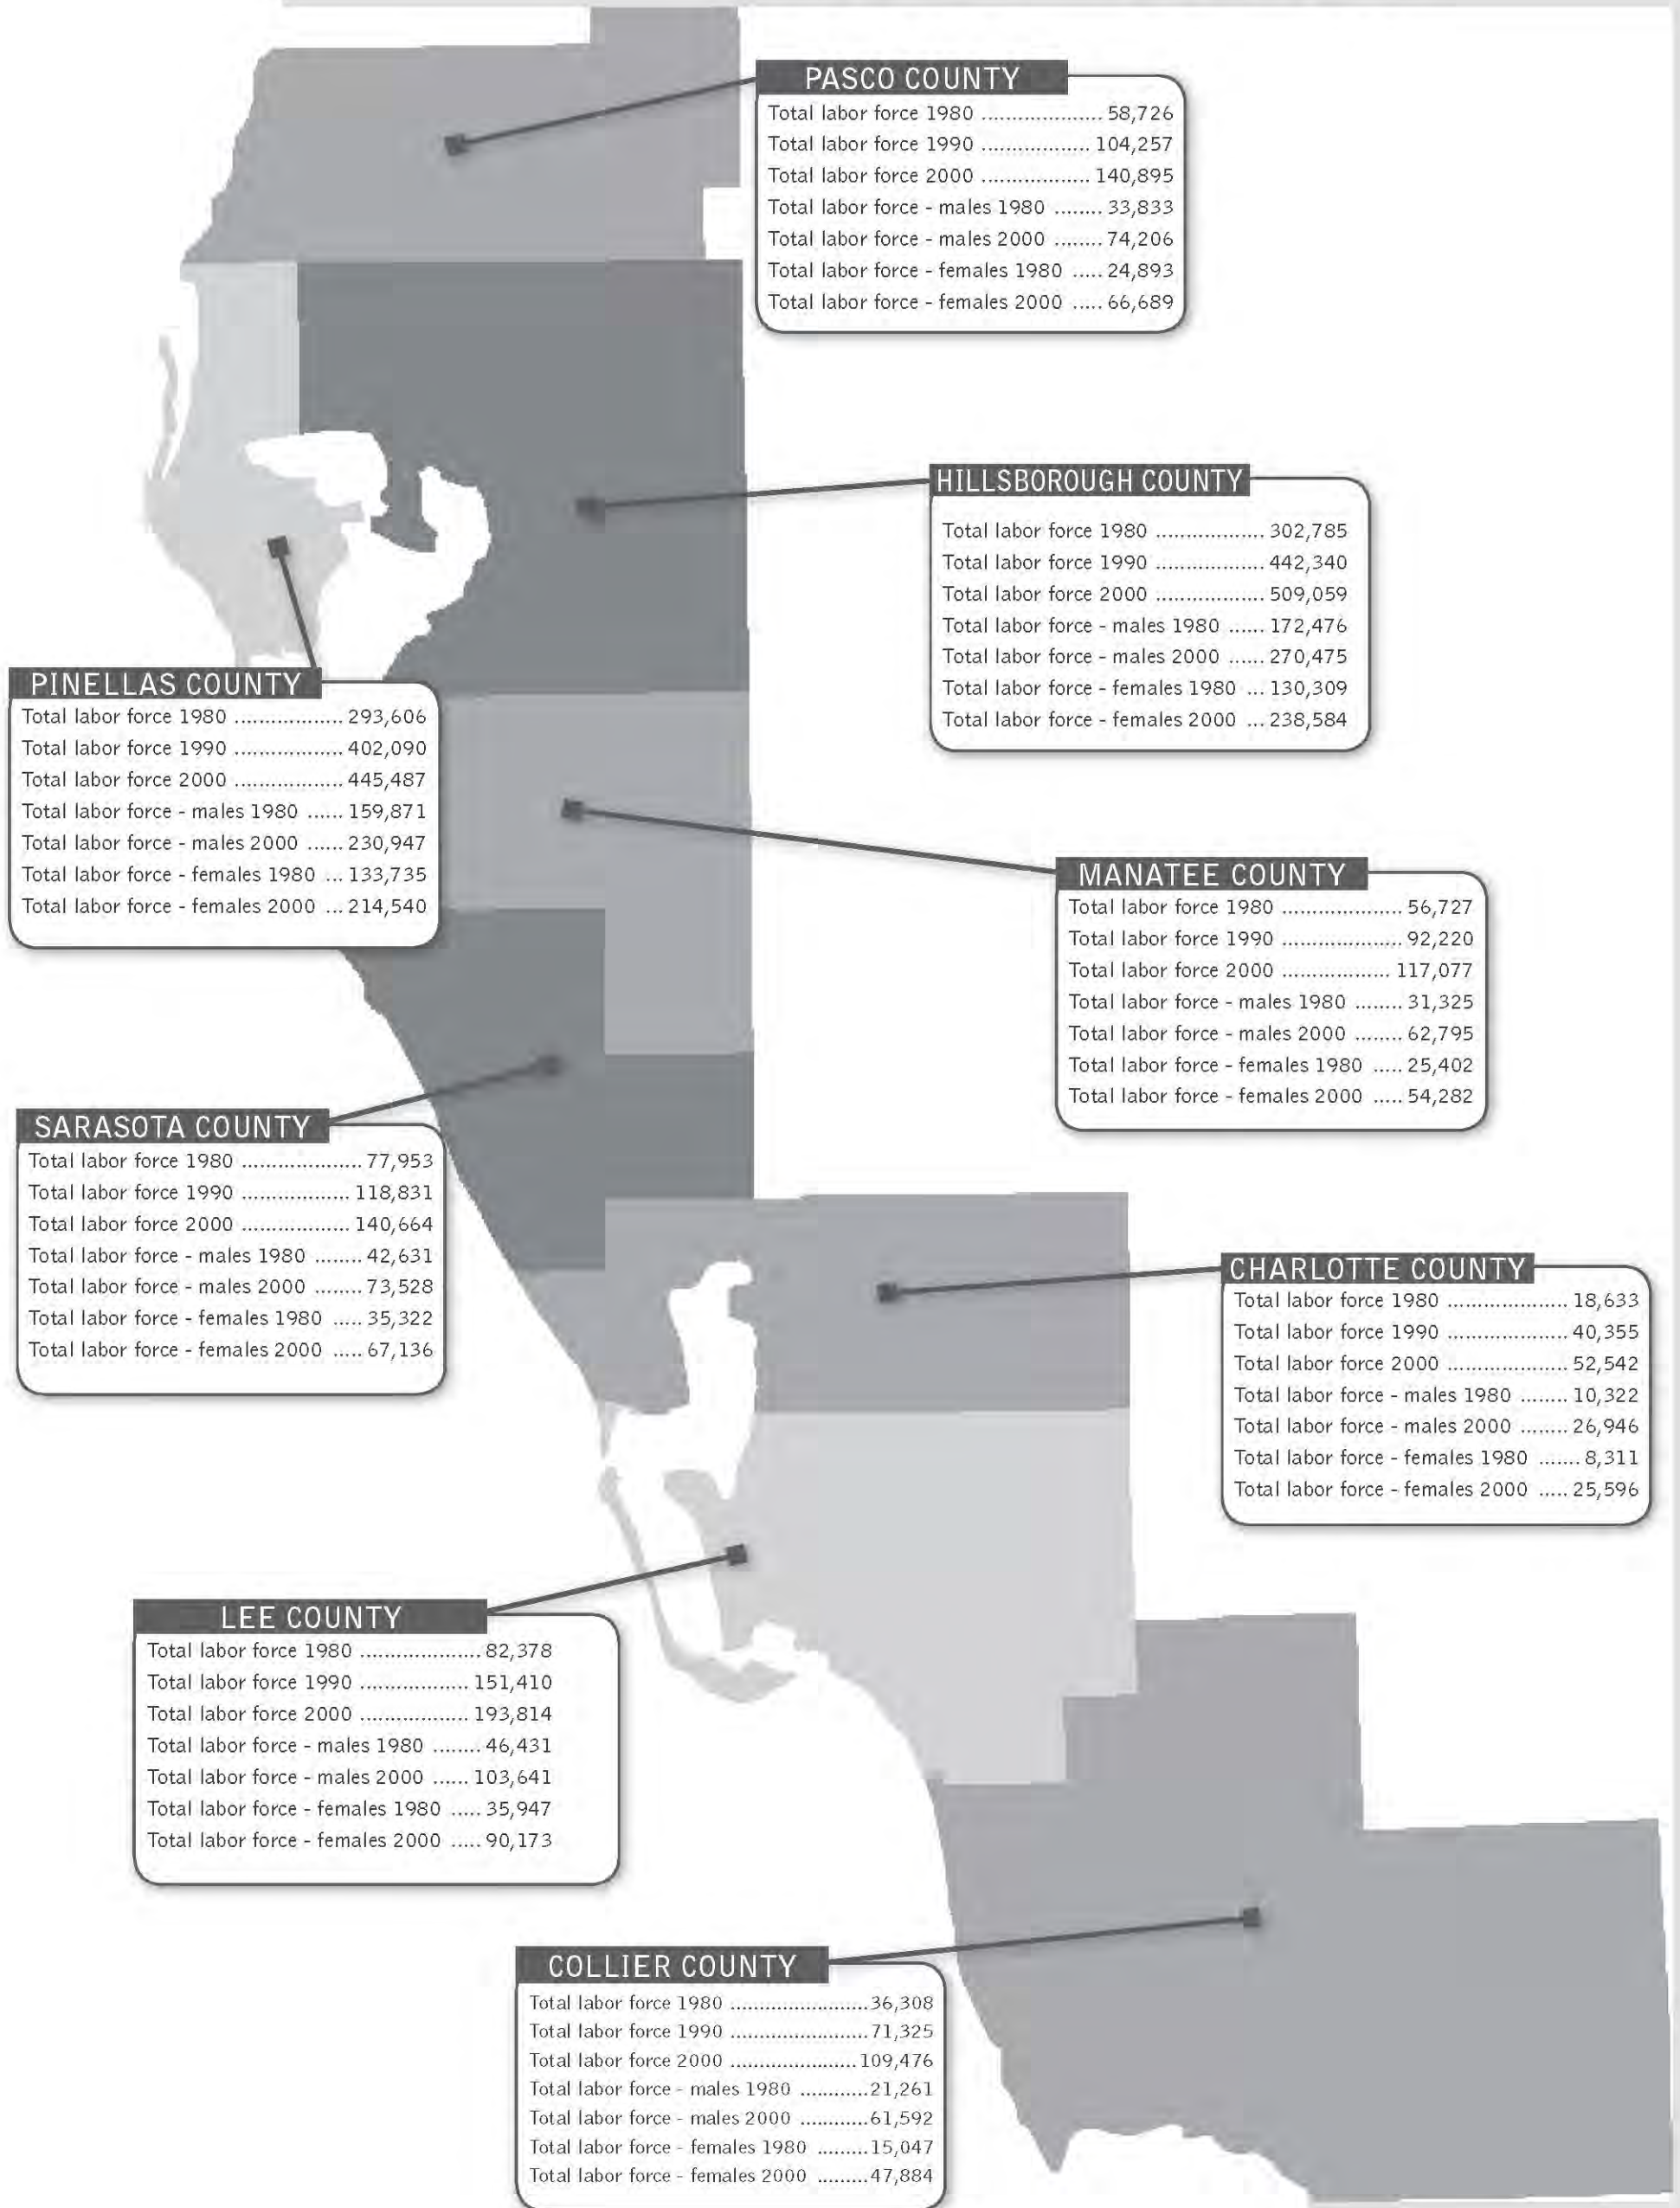 PASCO COUNTY
Total labor force 1980 .................... 58,726
Total labor force 1990 .................. 104,257
Total labor force 2000 .................. 140,895
Total labor force - males 1980 ........ 33,833
Total labor force - males 2000 ........ 74,206
Total labor force - females 1980 ..... 24,893
Total labor force - females 2000 ..... 66,689
HILLSBOROUGH COUNTY
Total labor force 1980 .................. 302,785
Total labor force 1990 .................. 442,340
Total labor force 2000 .................. 509,059
Total labor force - males 1980 ...... 172,476
Total labor force - males 2000 ...... 270,475
Total labor force - females 1980 ... 130,309
Total labor force - females 2000 ... 238,584
PINELLAS COUNTY
Total labor force 1980 .................. 293,606
Total labor force 1990 .................. 402,090
Total labor force 2000 .................. 445,487
Total labor force - males 1980 ...... 159,871
Total labor force - males 2000 ...... 230,947
Total labor force - females 1980 ... 133,735
Total labor force - females 2000 ... 214,540
MANATEE COUNTY
Total labor force 1980 .................... 56,727
Total labor force 1990 .................... 92,220
Total labor force 2000 .................. 117,077
Total labor force - males 1980 ........ 31,325
Total labor force - males 2000 ........ 62,795
Total labor force - females 1980 ..... 25,402
Total labor force - females 2000 ..... 54,282
SARASOTA COUNTY
Total labor force 1980 .................... 77,953
Total labor force 1990 .................. 118,831
Total labor force 2000 .................. 140,664
Total labor force - males 1980 ........ 42,631
Total labor force - males 2000 ........ 73,528
Total labor force - females 1980 ..... 35,322
Total labor force - females 2000 ..... 67,136
CHARLOTTE COUNTY
Total labor force 1980 .................... 18,633
Total labor force 1990 .................... 40,355
Total labor force 2000 .................... 52,542
Total labor force - males 1980 ........ 10,322
Total labor force - males 2000 ........ 26,946
Total labor force - females 1980 ....... 8,311
Total labor force - females 2000 ..... 25,596
LEE COUNTY
Total labor force 1980 .................... 82,378
Total labor force 1990 .................. 151,410
Total labor force 2000 .................. 193,814
Total labor force - males 1980 ........ 46,431
Total labor force - males 2000 ...... 103,641
Total labor force - females 1980 ..... 35,947
Total labor force - females 2000 ..... 90,173
COLLIER COUNTY
Total labor force 1980 ........................36,308
Total labor force 1990 ........................71,325
Total labor force 2000 ......................109,476
Total labor force - males 1980 ............21,261
Total labor force - males 2000 ............61,592
Total labor force - females 1980 .........15,047
Total labor force - females 2000 .........47,884